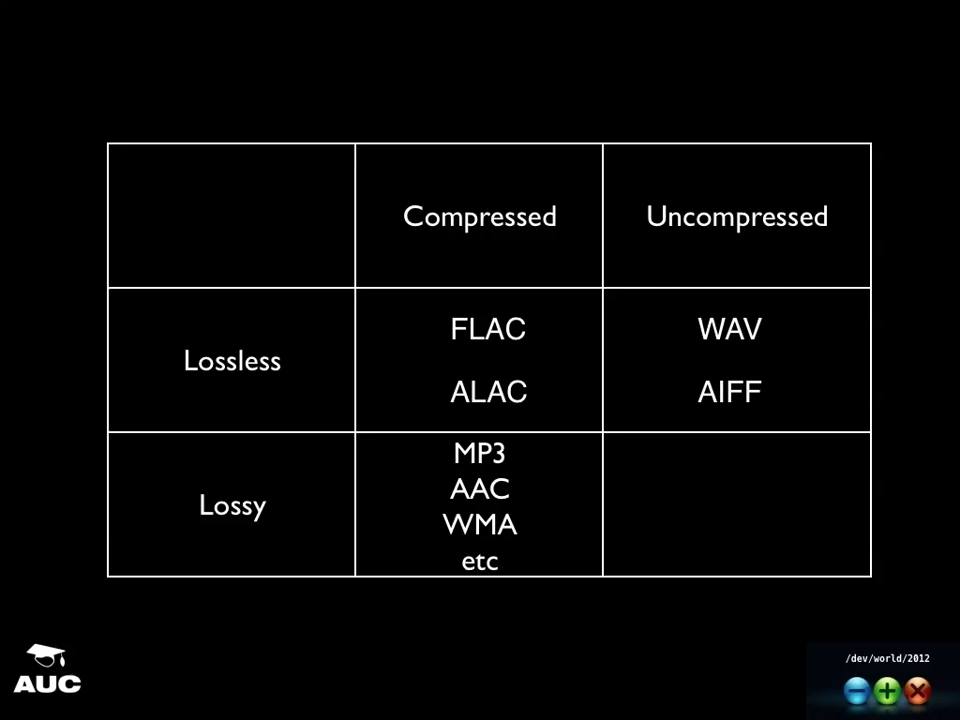 Compressed
Uncompressed
Lossless
FLAC
ALAC
WAV
AIFF
Lossy
MP3
AAC
WMA
etc
AUC
/dev/world/2012